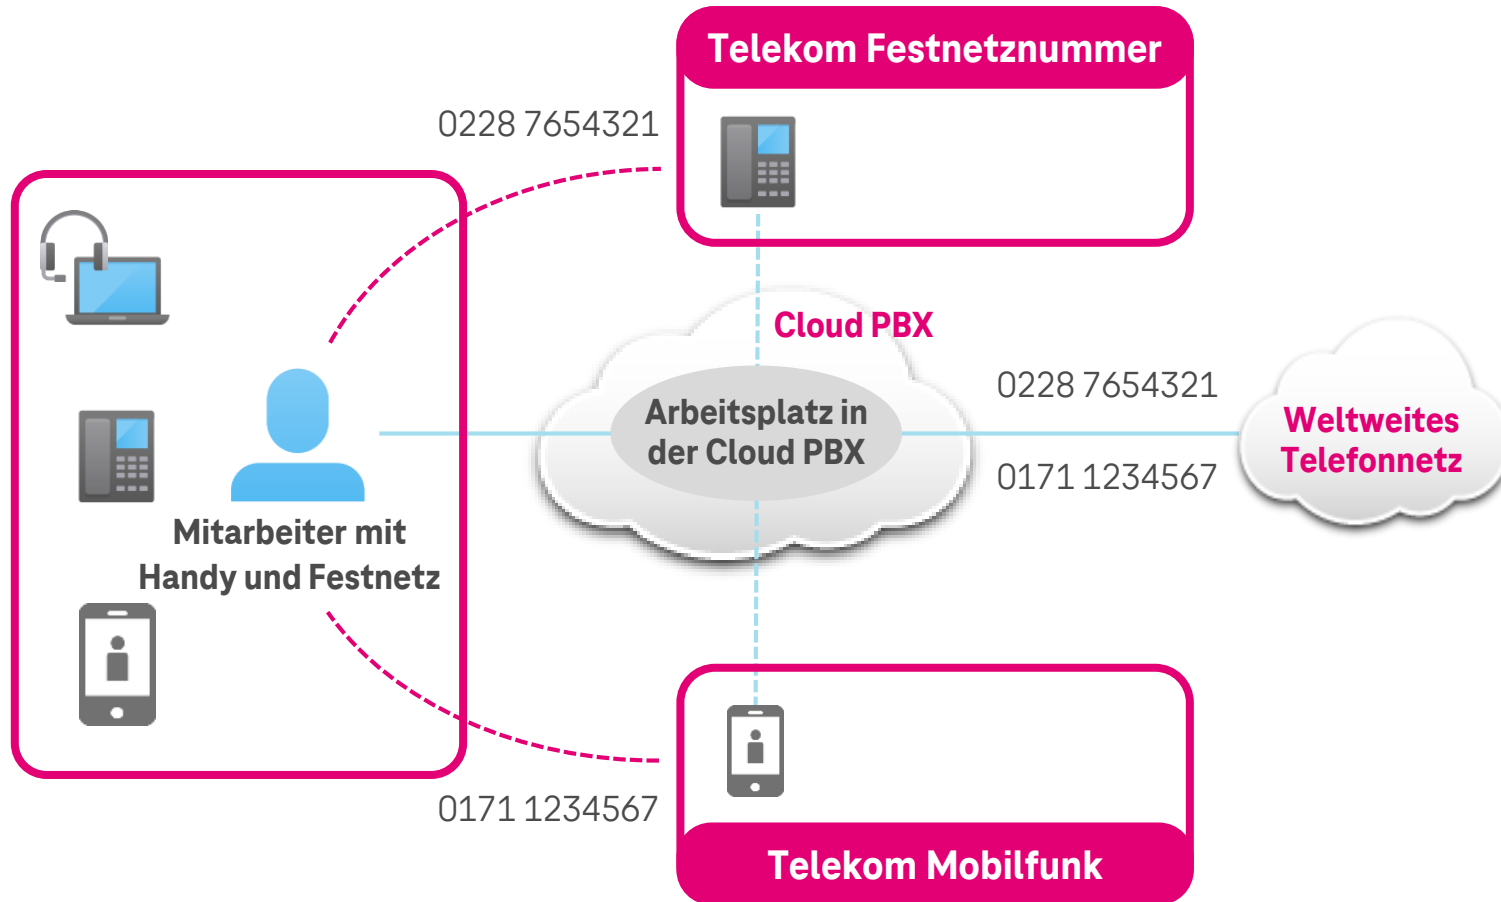 Telekom Festnetznummer
0228 7654321
Cloud PBX
Arbeitsplatz in
der Cloud PBX
0228 7654321
0171 1234567
Weltweites
Telefonnetz
Mitarbeiter mit
Handy und Festnetz
0171 1234567
Telekom Mobilfunk